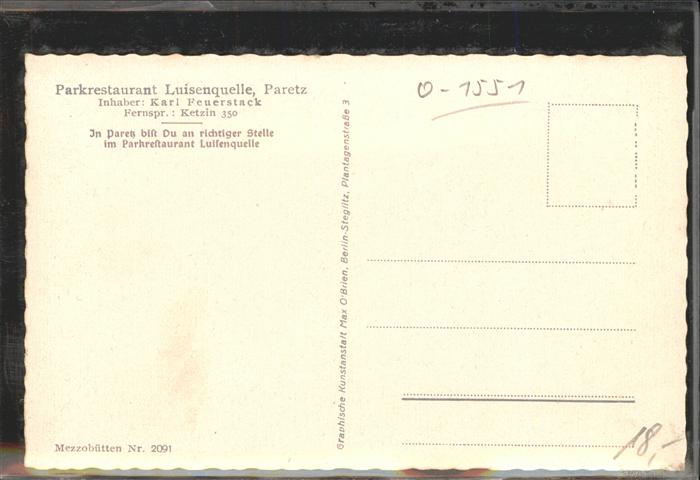 Parkrestaurant Luisenquelle, Paretz
Inhaber: Karl Feuerstack
Fernspr.: Ketzin 350
In Paretz bist Du an richtiger Stelle
im Parkrestaurant Luisenquelle
Graphische Kunstanstalt Max O'Brien, Berlin-Steglitz, Plantagenstraße 3
O-1551
Mezzobütten Nr. 2091
18,-